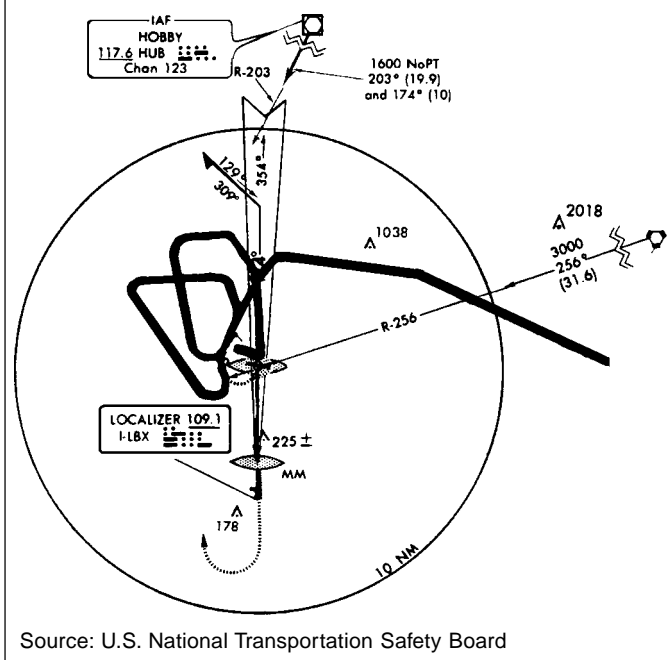 IAF
HOBBY
117.6 HUB
Chan 123
R-203
1600 NoPT
203° (19.9)
and 174° (10)
354°
129°
309°
1038
2018
3000
256°
(31.6)
R-256
LOCALIZER 109.1
I-LBX
225 ±
MM
178
10 NM
Source: U.S. National Transportation Safety Board